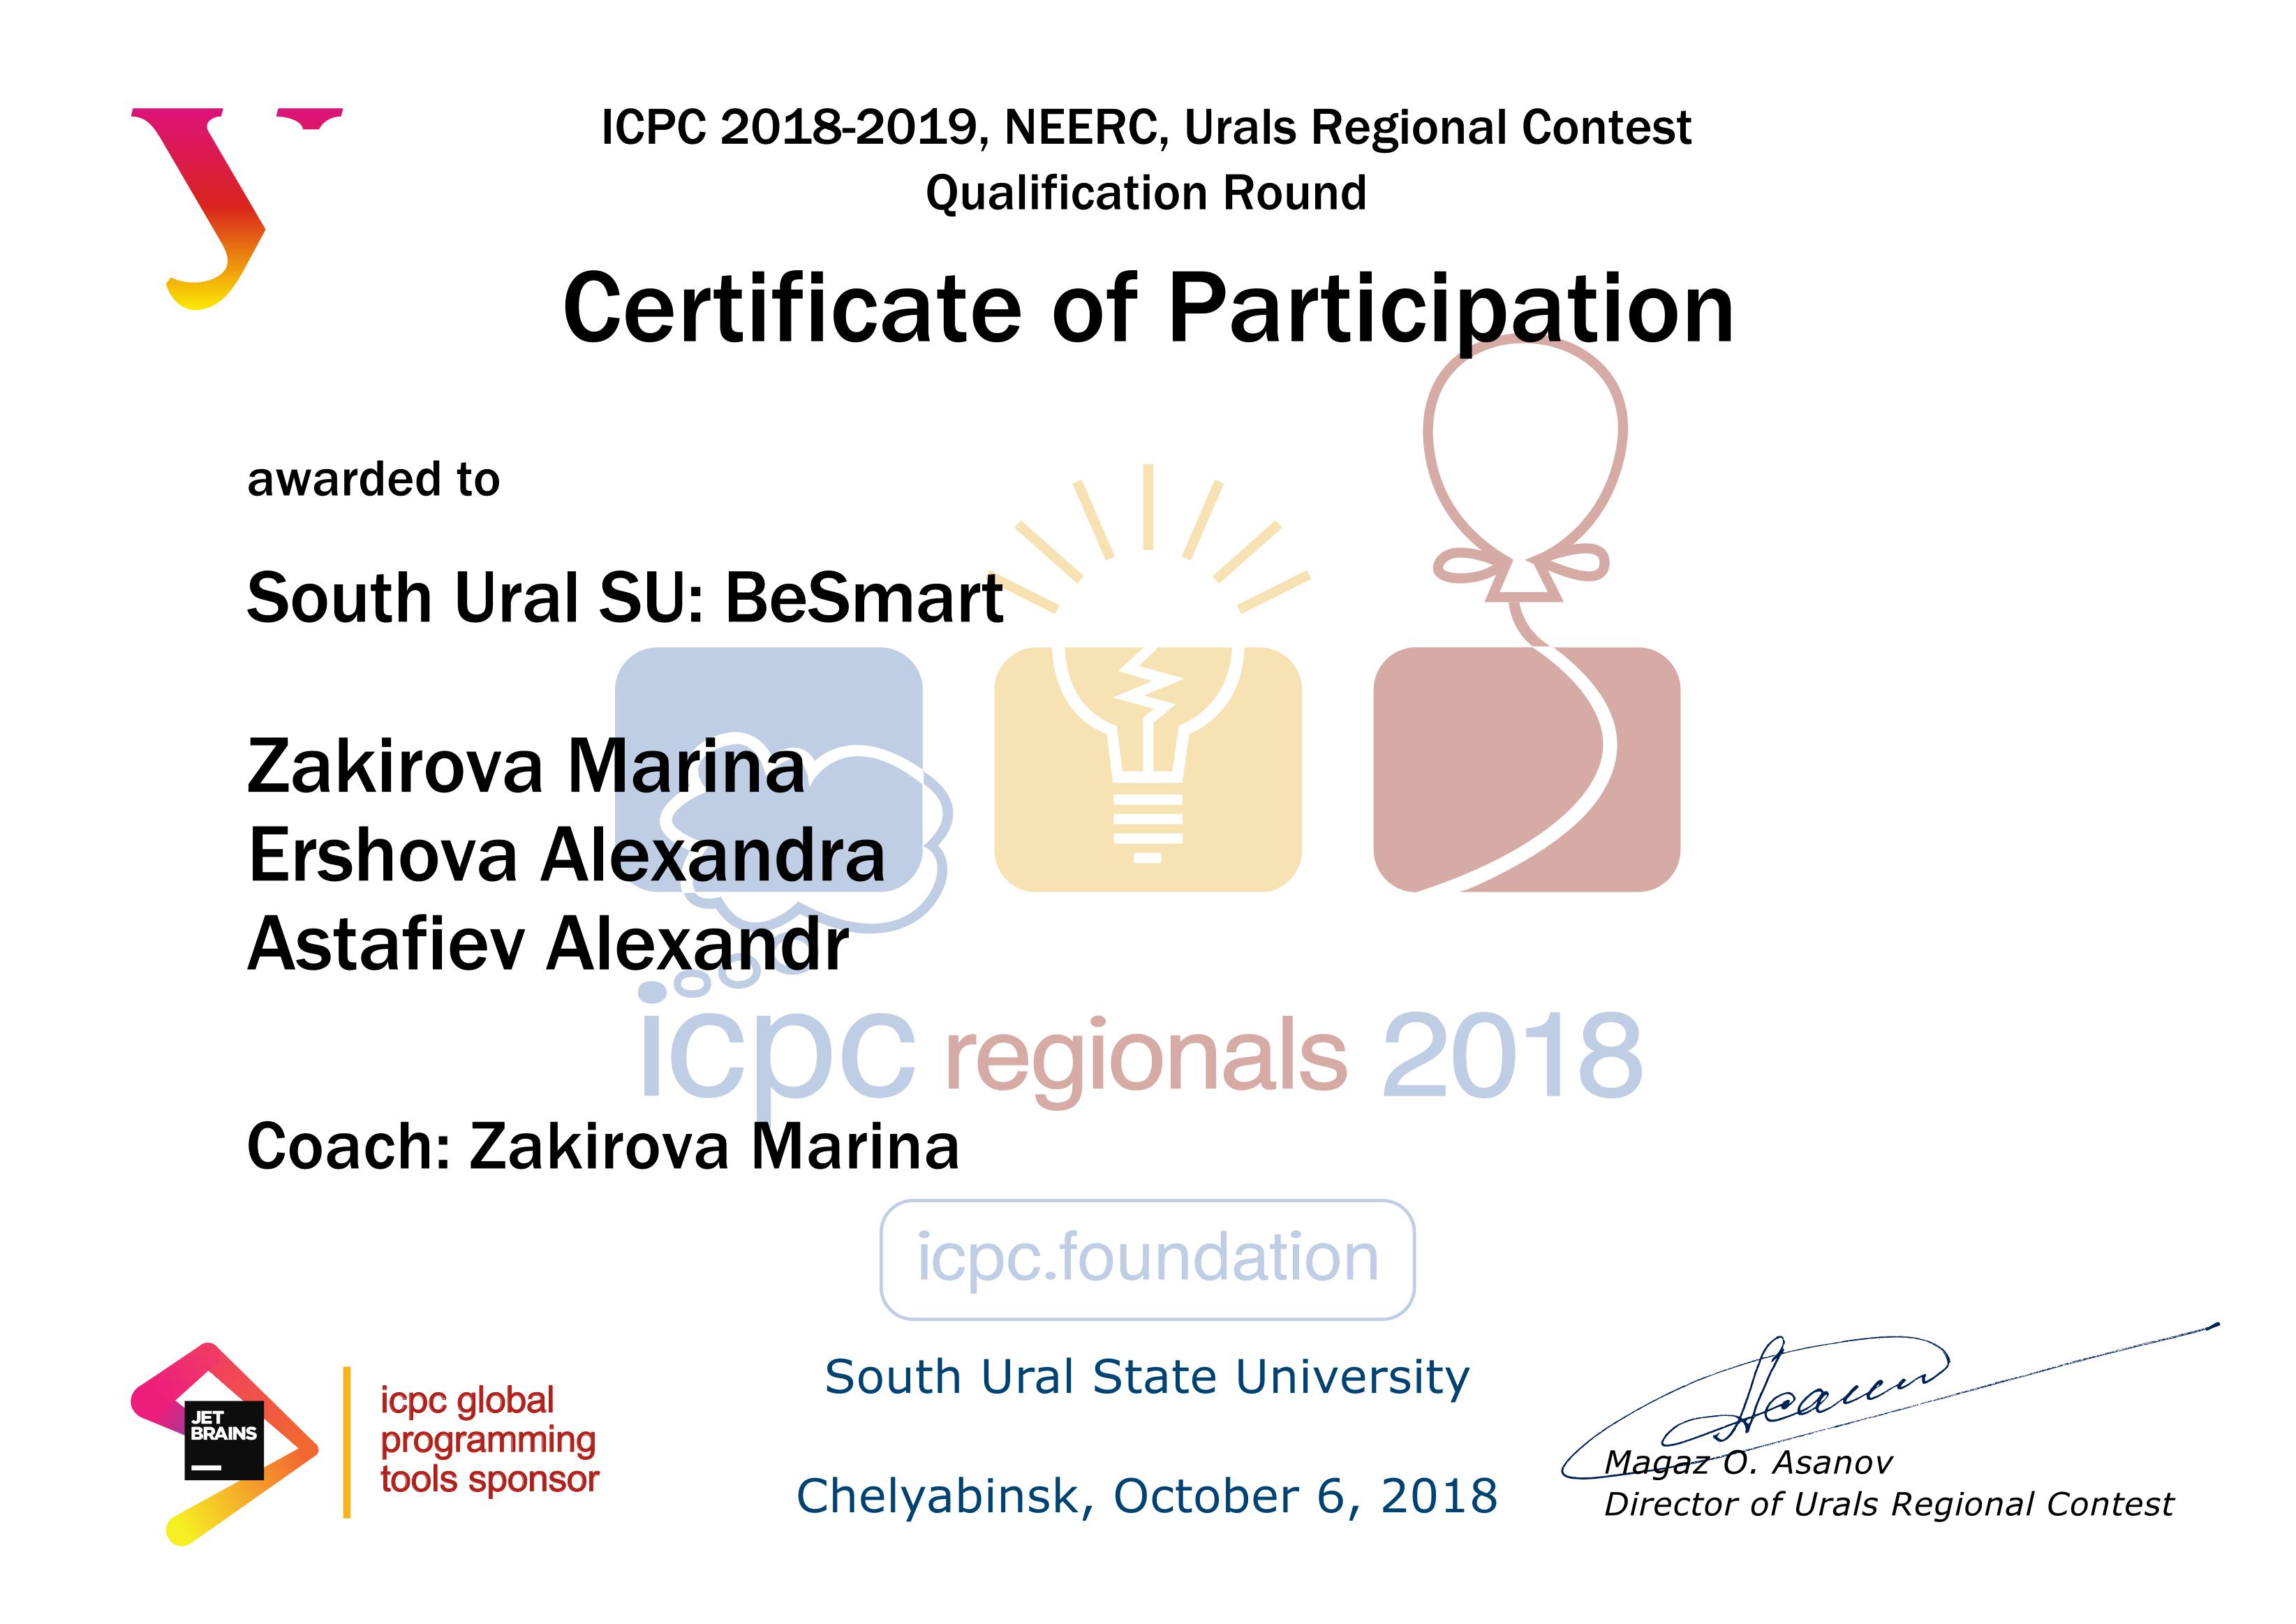 ICPC 2018-2019, NEERC, Urals Regional Contest
Qualification Round
Certificate of Participation
awarded to
South Ural SU: BeSmart
Zakirova Marina
Ershova Alexandra
Astafiev Alexandr
icpc regionals 2018
Coach: Zakirova Marina
icpc.foundation
JET
BRAINS
icpc global
programming
tools sponsor
South Ural State University
Chelyabinsk, October 6, 2018
Magaz O. Asanov
Director of Urals Regional Contest